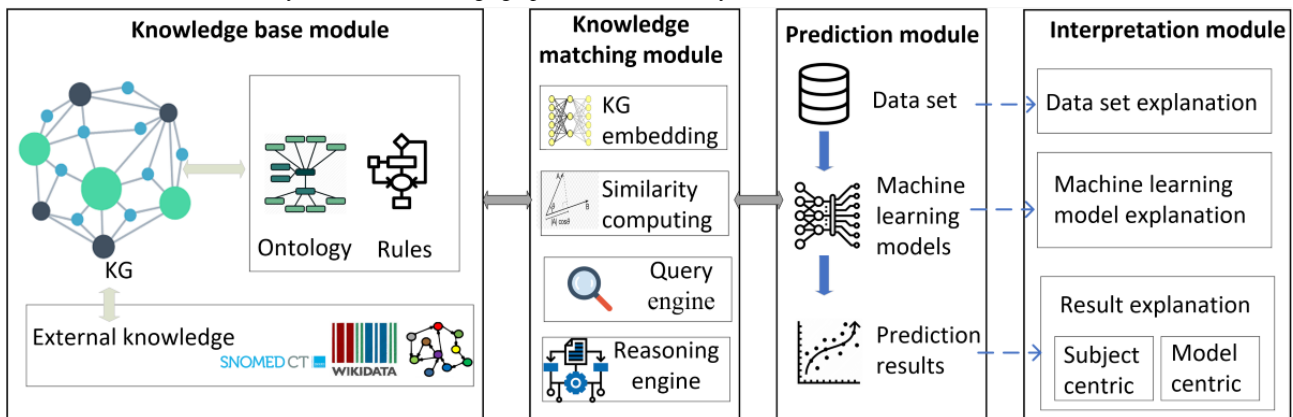 Knowledge base module
KG
Ontology
Rules
External knowledge
SNOMED CT
WIKIDATA
Knowledge
matching module
KG
embedding
Similarity
computing
A
θ
B
|A| cosθ
Query
engine
Reasoning
engine
Prediction module
Data set
Machine
learning
models
Prediction
results
Interpretation module
Data set explanation
Machine learning
model explanation
Result explanation
Subject
centric
Model
centric